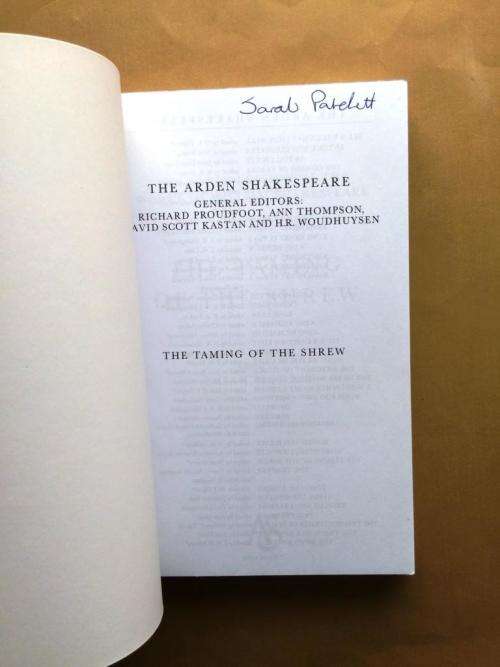 Sarah Patchett
THE ARDEN SHAKESPEARE
GENERAL EDITORS:
RICHARD PROUDFOOT, ANN THOMPSON,
AVID SCOTT KASTAN AND H.R. WOUDHUYSEN
THE TAMING OF THE SHREW